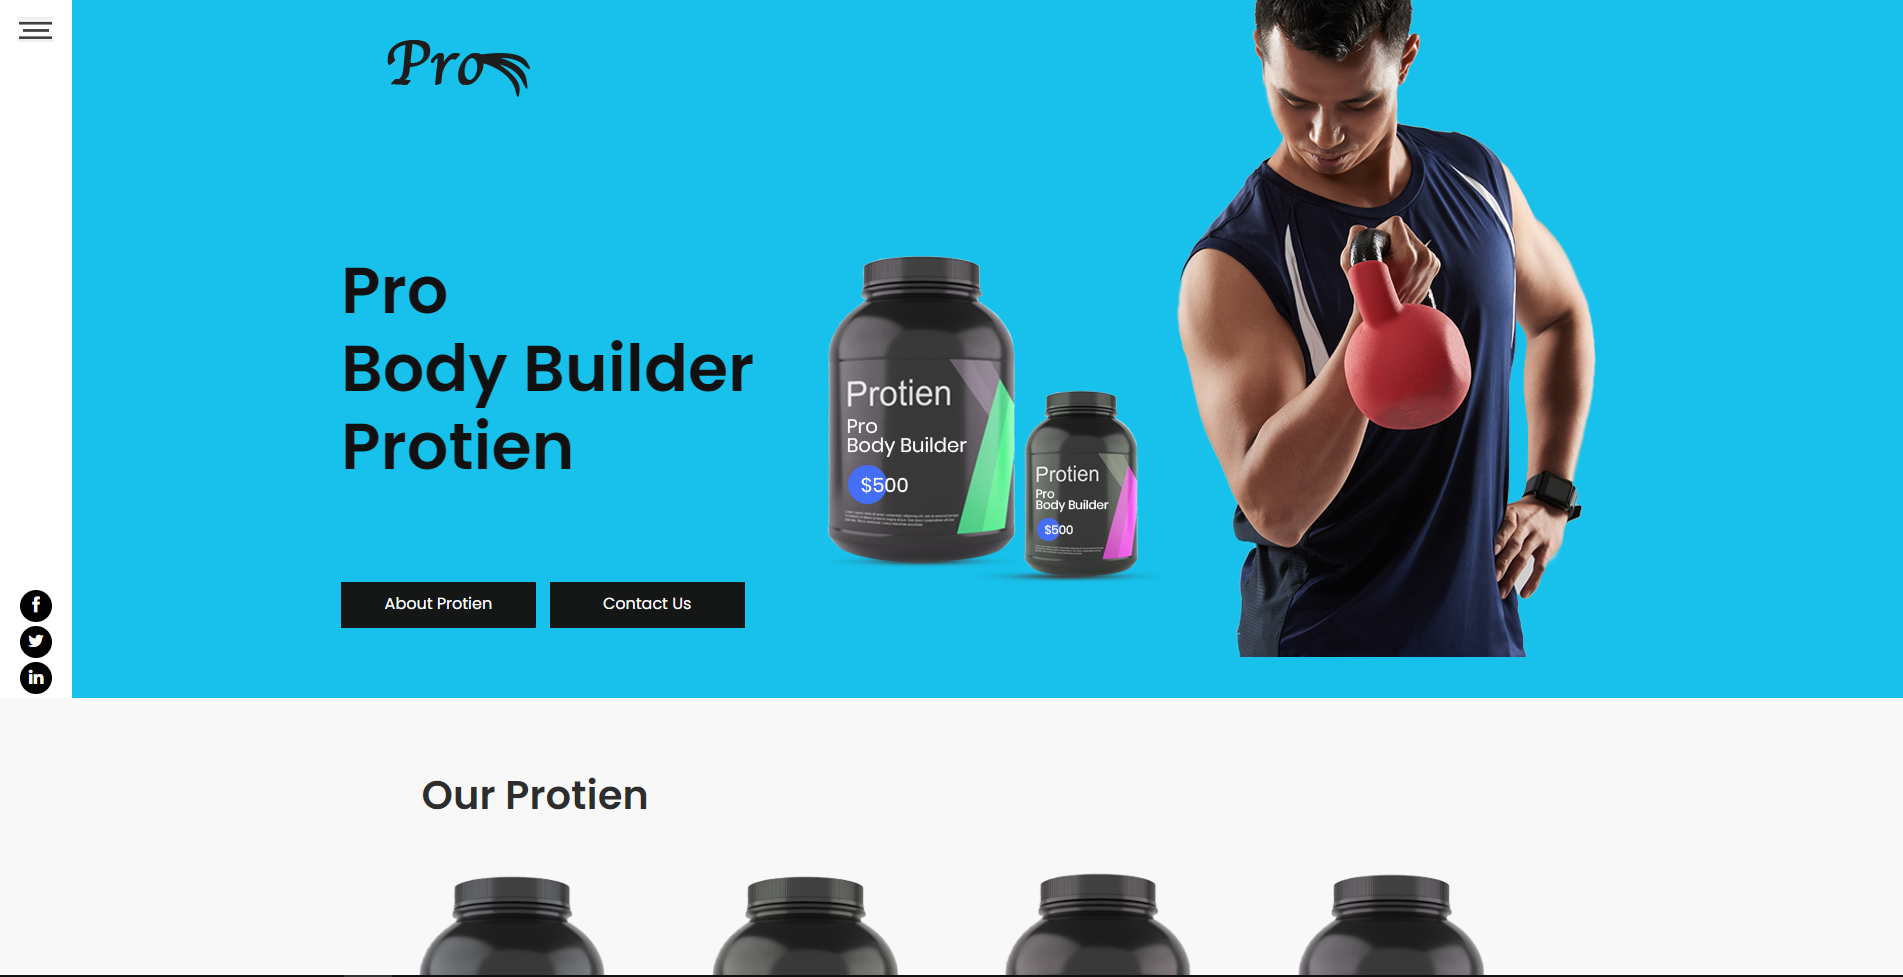 Pro
Pro
Body Builder
Protien
About Protien
Contact Us
Protien
Pro
Body Builder
$500
Protien
Pro
Body Builder
$500
Our Protien